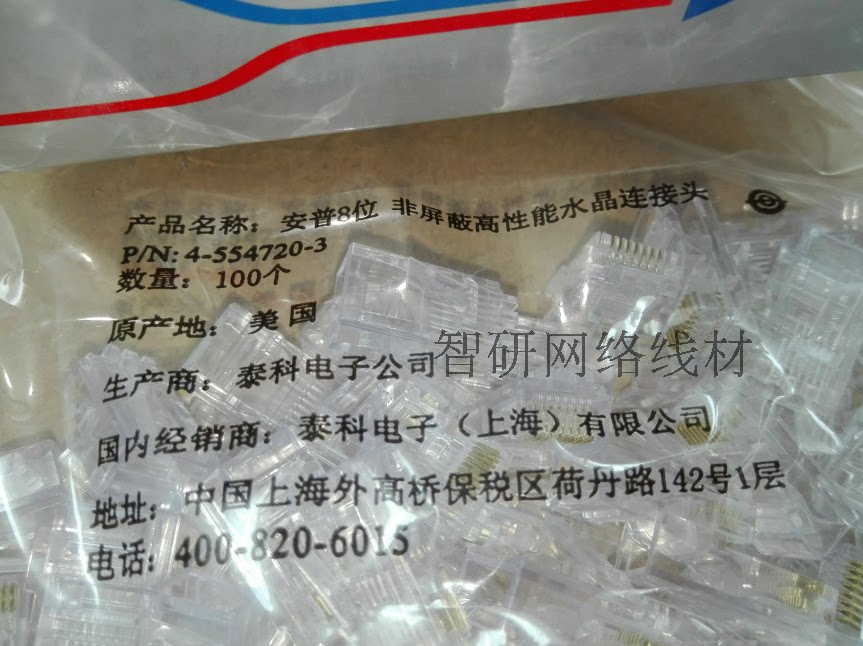 产品名称：安普8位 非屏蔽高性能水晶连接头
P/N: 4-554720-3
数量：100个
原产地：美国
生产商：泰科电子公司
智研网络线材
国内经销商：泰科电子（上海）有限公司
地址：中国上海外高桥保税区荷丹路142号1层
电话：400-820-6015